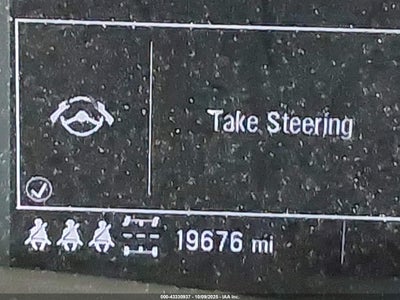 Take Steering
19676 mi
000-43330937 - 10/09/2025 - IAA Inc.